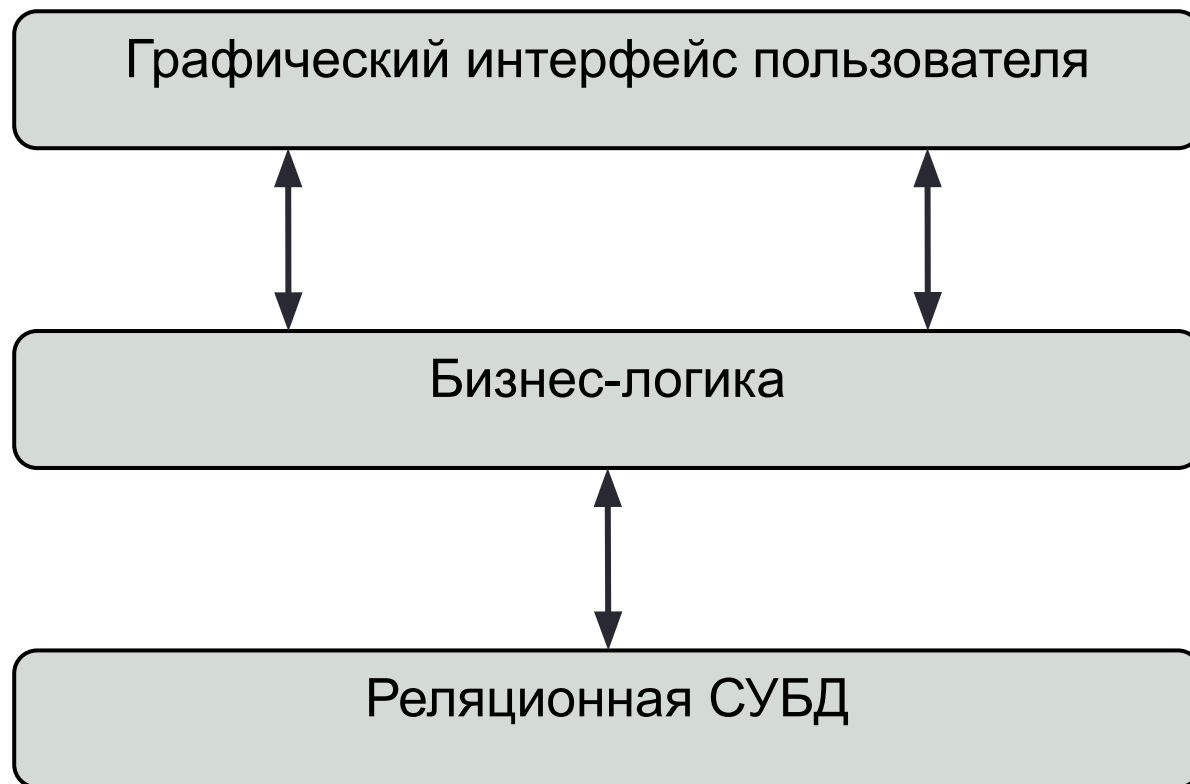 Графический интерфейс пользователя
Бизнес-логика
Реляционная СУБД